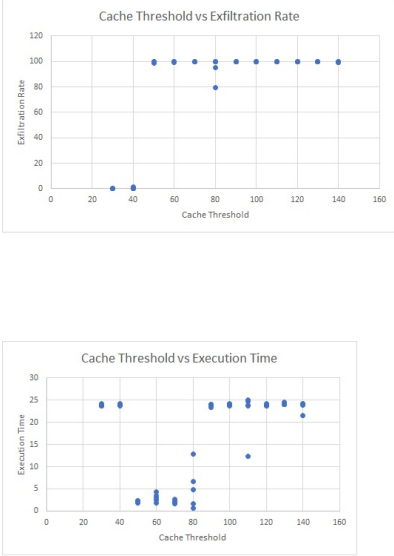 Cache Threshold vs Exfiltration Rate
120
100
80
60
40
20
0
Exfiltration Rate
0 20 40 60 80 100 120 140 160
Cache Threshold
Cache Threshold vs Execution Time
30
25
20
15
10
5
0
Execution Time
0 20 40 60 80 100 120 140 160
Cache Threshold